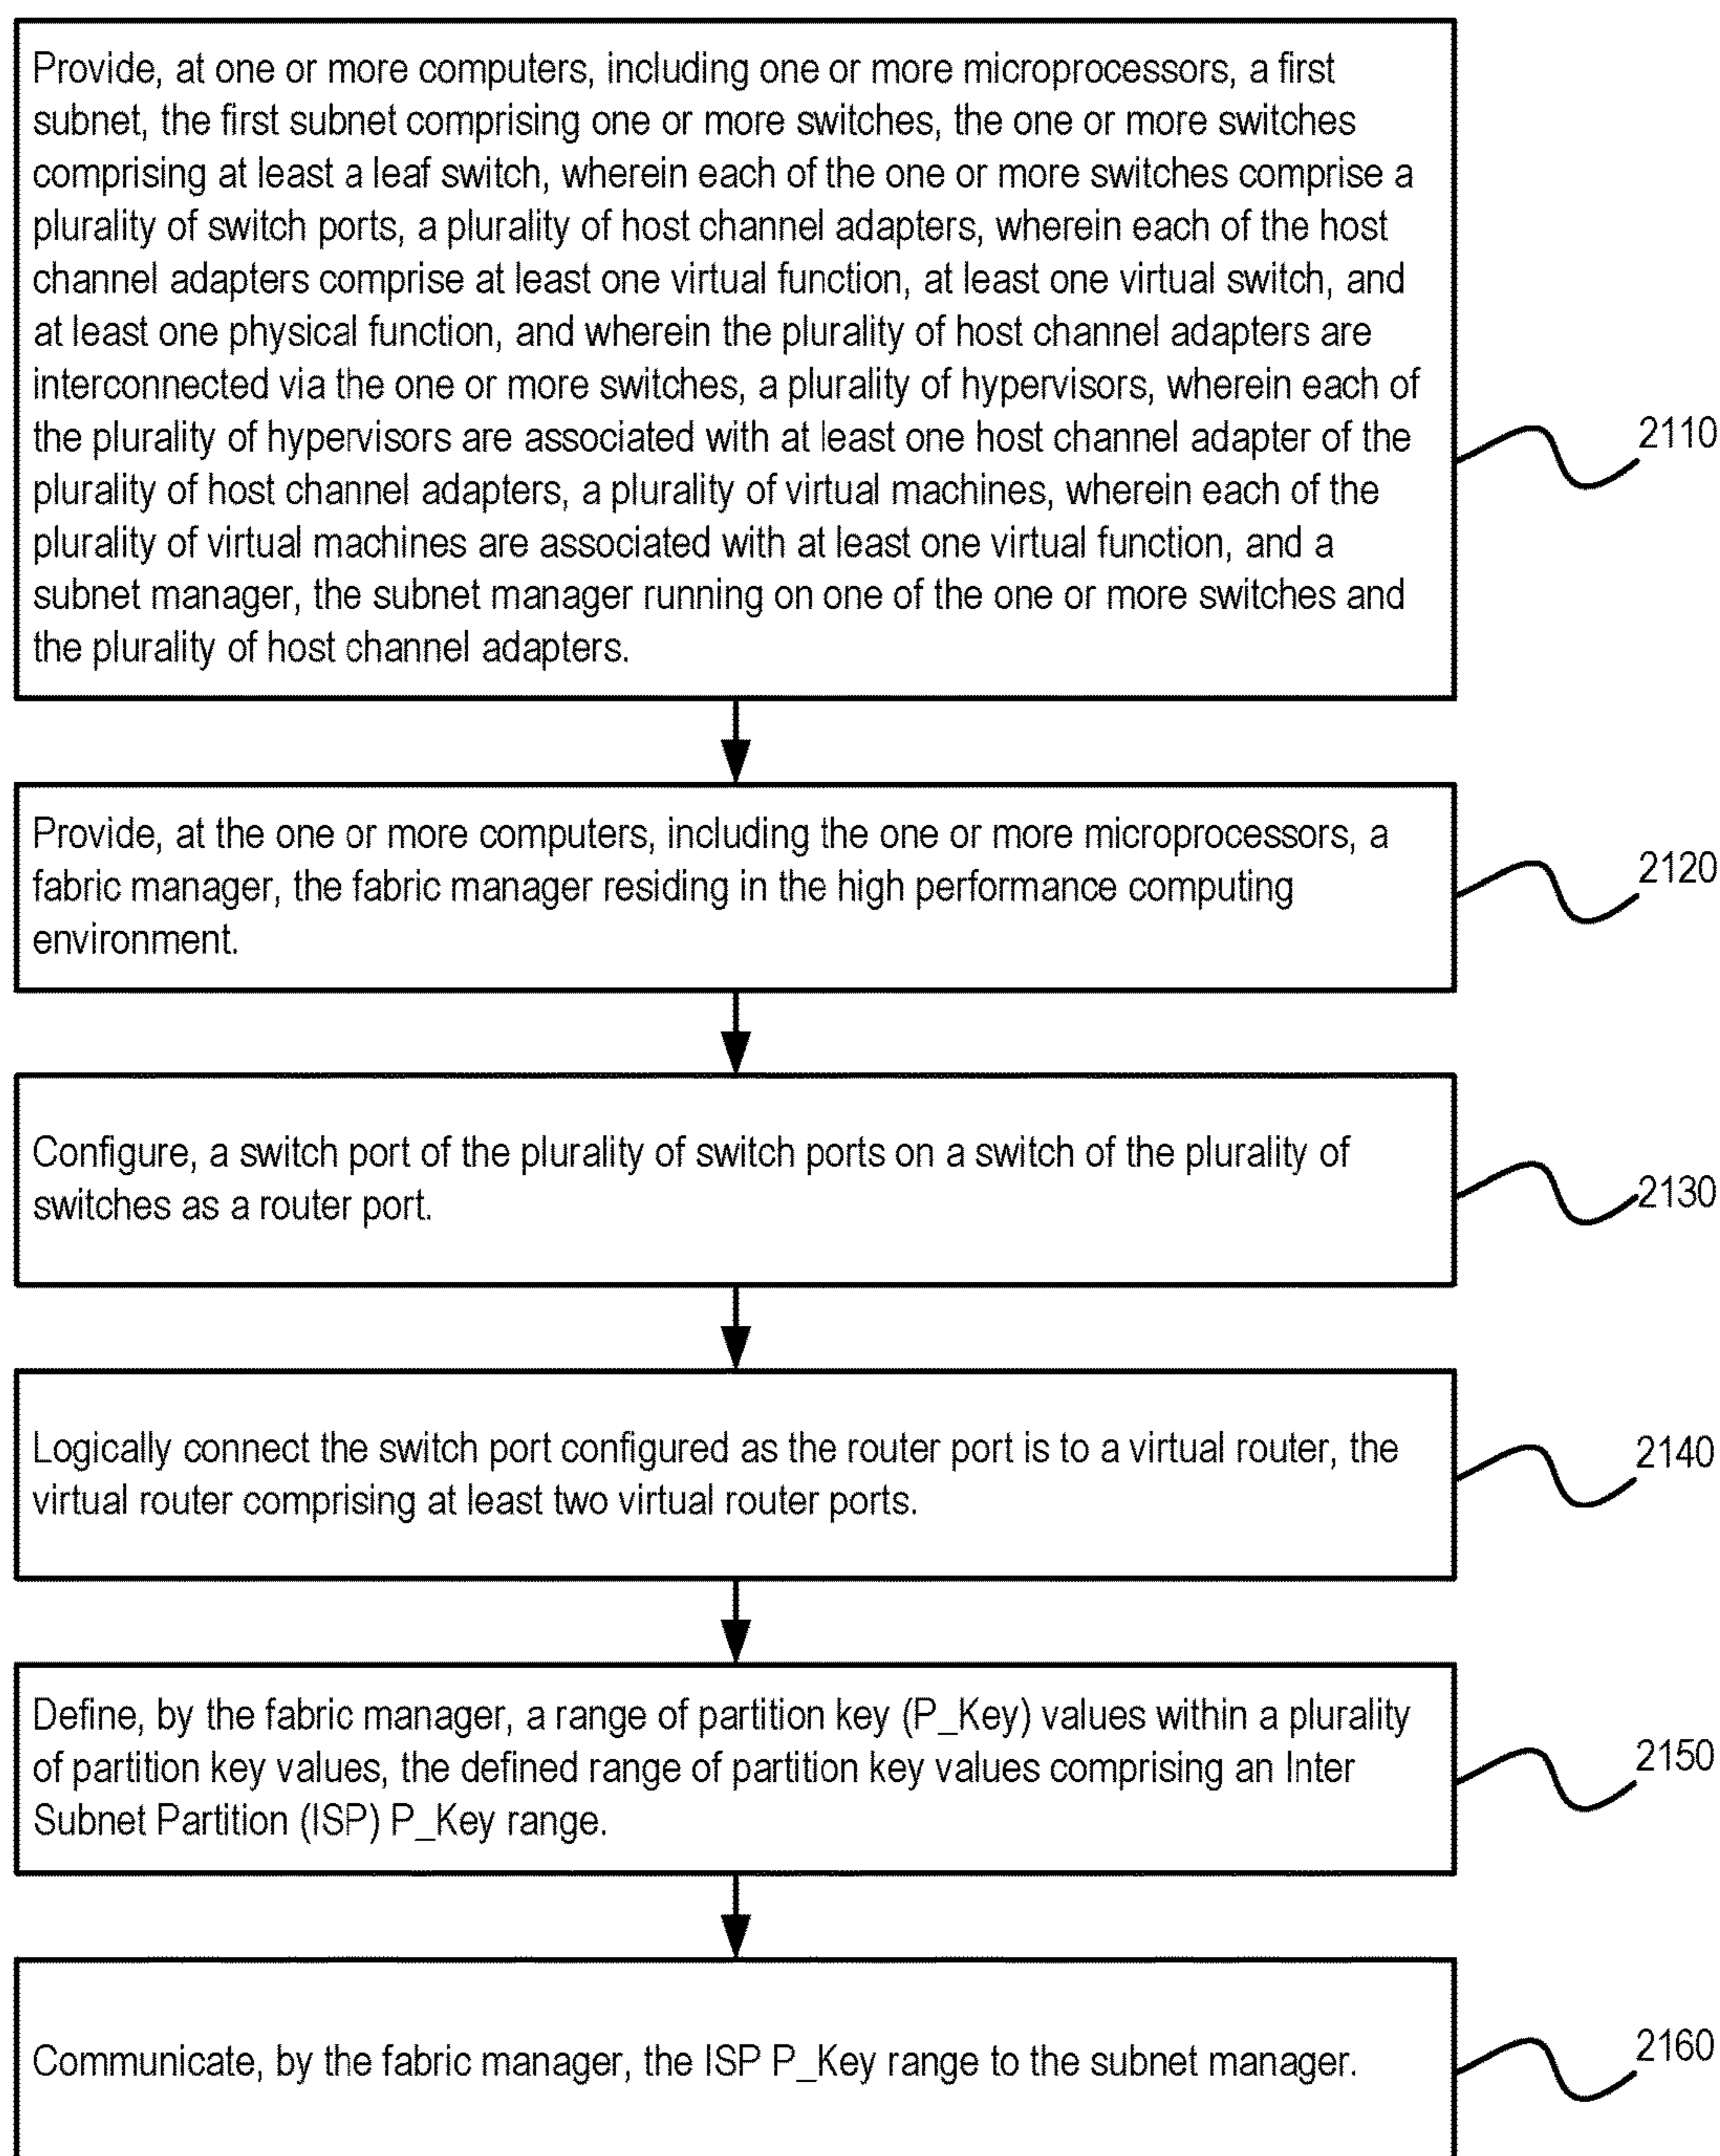 Provide, at one or more computers, including one or more microprocessors, a first
subnet, the first subnet comprising one or more switches, the one or more switches
comprising at least a leaf switch, wherein each of the one or more switches comprise a
plurality of switch ports, a plurality of host channel adapters, wherein each of the host
channel adapters comprise at least one virtual function, at least one virtual switch, and
at least one physical function, and wherein the plurality of host channel adapters are
interconnected via the one or more switches, a plurality of hypervisors, wherein each of
the plurality of hypervisors are associated with at least one host channel adapter of the
plurality of host channel adapters, a plurality of virtual machines, wherein each of the
plurality of virtual machines are associated with at least one virtual function, and a
subnet manager, the subnet manager running on one of the one or more switches and
the plurality of host channel adapters.
2110
Provide, at the one or more computers, including the one or more microprocessors, a
fabric manager, the fabric manager residing in the high performance computing
environment.
2120
Configure, a switch port of the plurality of switch ports on a switch of the plurality of
switches as a router port.
2130
Logically connect the switch port configured as the router port is to a virtual router, the
virtual router comprising at least two virtual router ports.
2140
Define, by the fabric manager, a range of partition key (P_Key) values within a plurality
of partition key values, the defined range of partition key values comprising an Inter
Subnet Partition (ISP) P_Key range.
2150
Communicate, by the fabric manager, the ISP P_Key range to the subnet manager.
2160